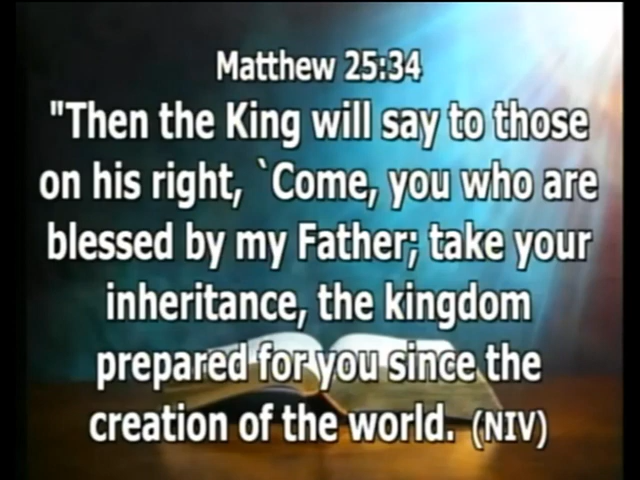 Matthew 25:34
"Then the King will say to those
on his right, `Come, you who are
blessed by my Father; take your
inheritance, the kingdom
prepared for you since the
creation of the world. (NIV)